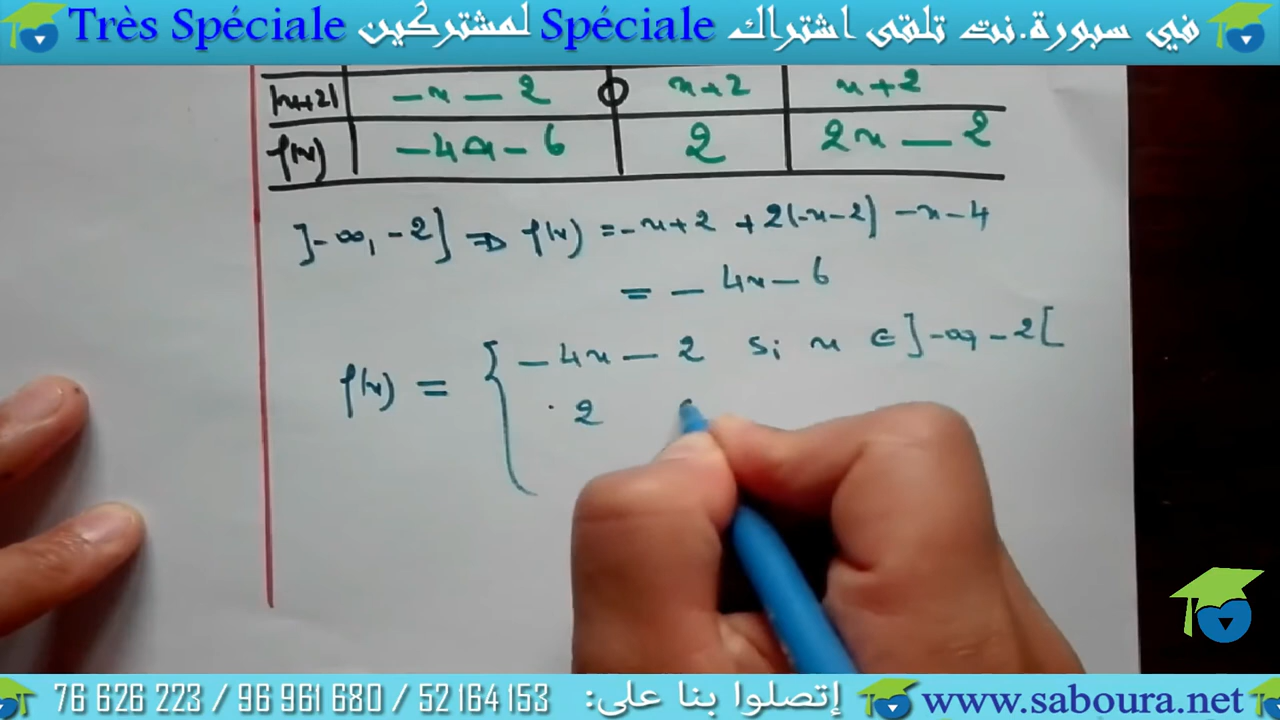 في سبورة.نت تلقى اشتراك Spéciale لمشتركين Très Spéciale
|x+2| -x-2 0 x+2 x+2
f(x) -4x-6 2 2x-2
]-∞,-2] ⇒ f(x) = -x+2 +2(-x-2) -x-4
= -4x-6
f(x) = { -4x-2 si x ∈ ]-∞,-2[
2
إتصلوا بنا على: 76 626 223 / 96 961 680 / 52 164 153
www.saboura.net